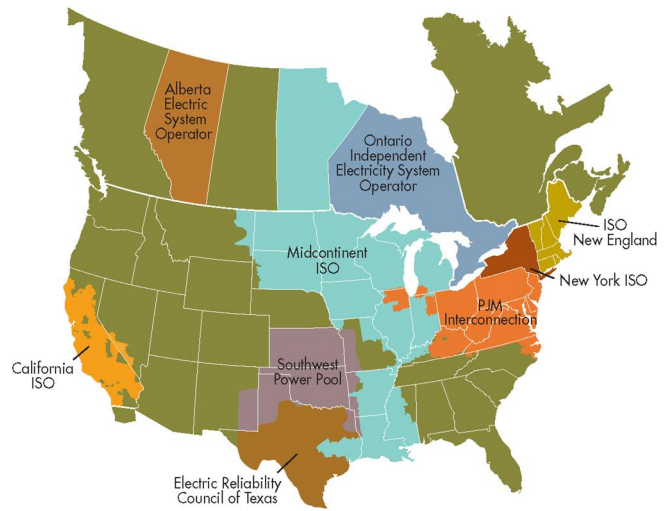 Alberta
Electric
System
Operator
Ontario
Independent
Electricity System
Operator
ISO
New England
Midcontinent
ISO
New York ISO
PJM
Interconnection
California
ISO
Southwest
Power Pool
Electric Reliability
Council of Texas